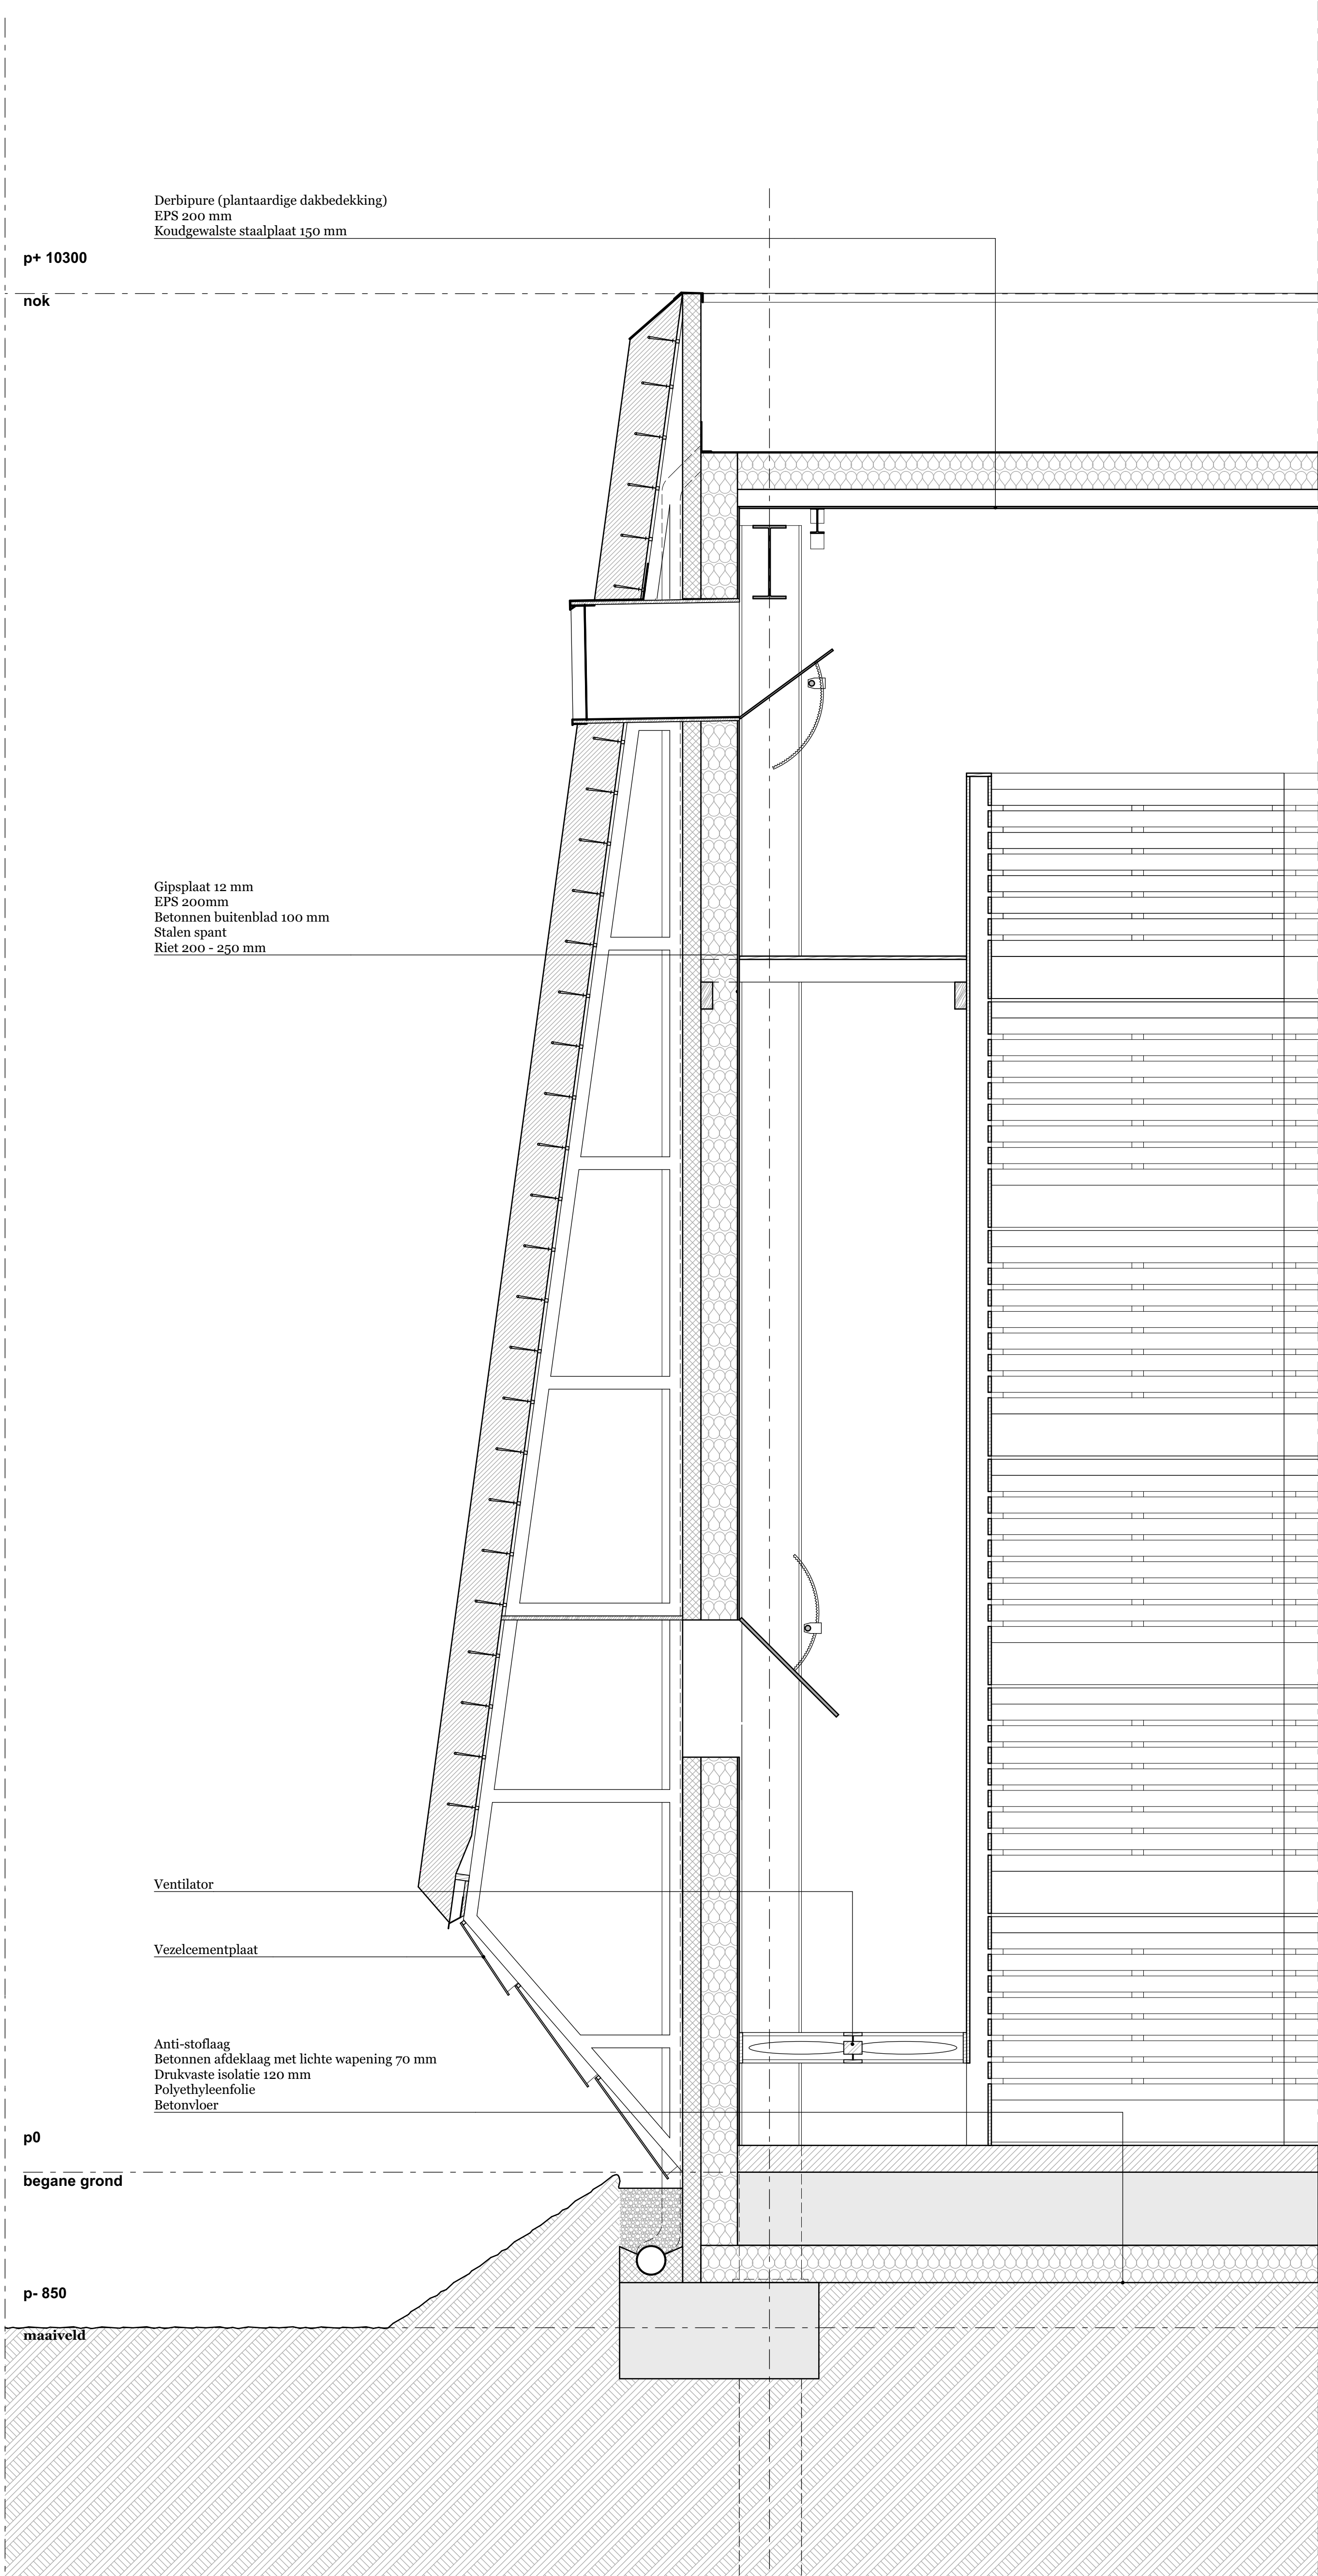 Derbipure (plantaardige dakbedekking)
EPS 200 mm
Koudgewalste staalplaat 150 mm
p+ 10300
nok
Gipsplaat 12 mm
EPS 200mm
Betonnen buitenblad 100 mm
Stalen spant
Riet 200 - 250 mm
Ventilator
Vezelcementplaat
Anti-stoflaag
Betonnen afdeklaag met lichte wapening 70 mm
Drukvaste isolatie 120 mm
Polyethyleenfolie
Betonvloer
p0
begane grond
p- 850
maaiveld